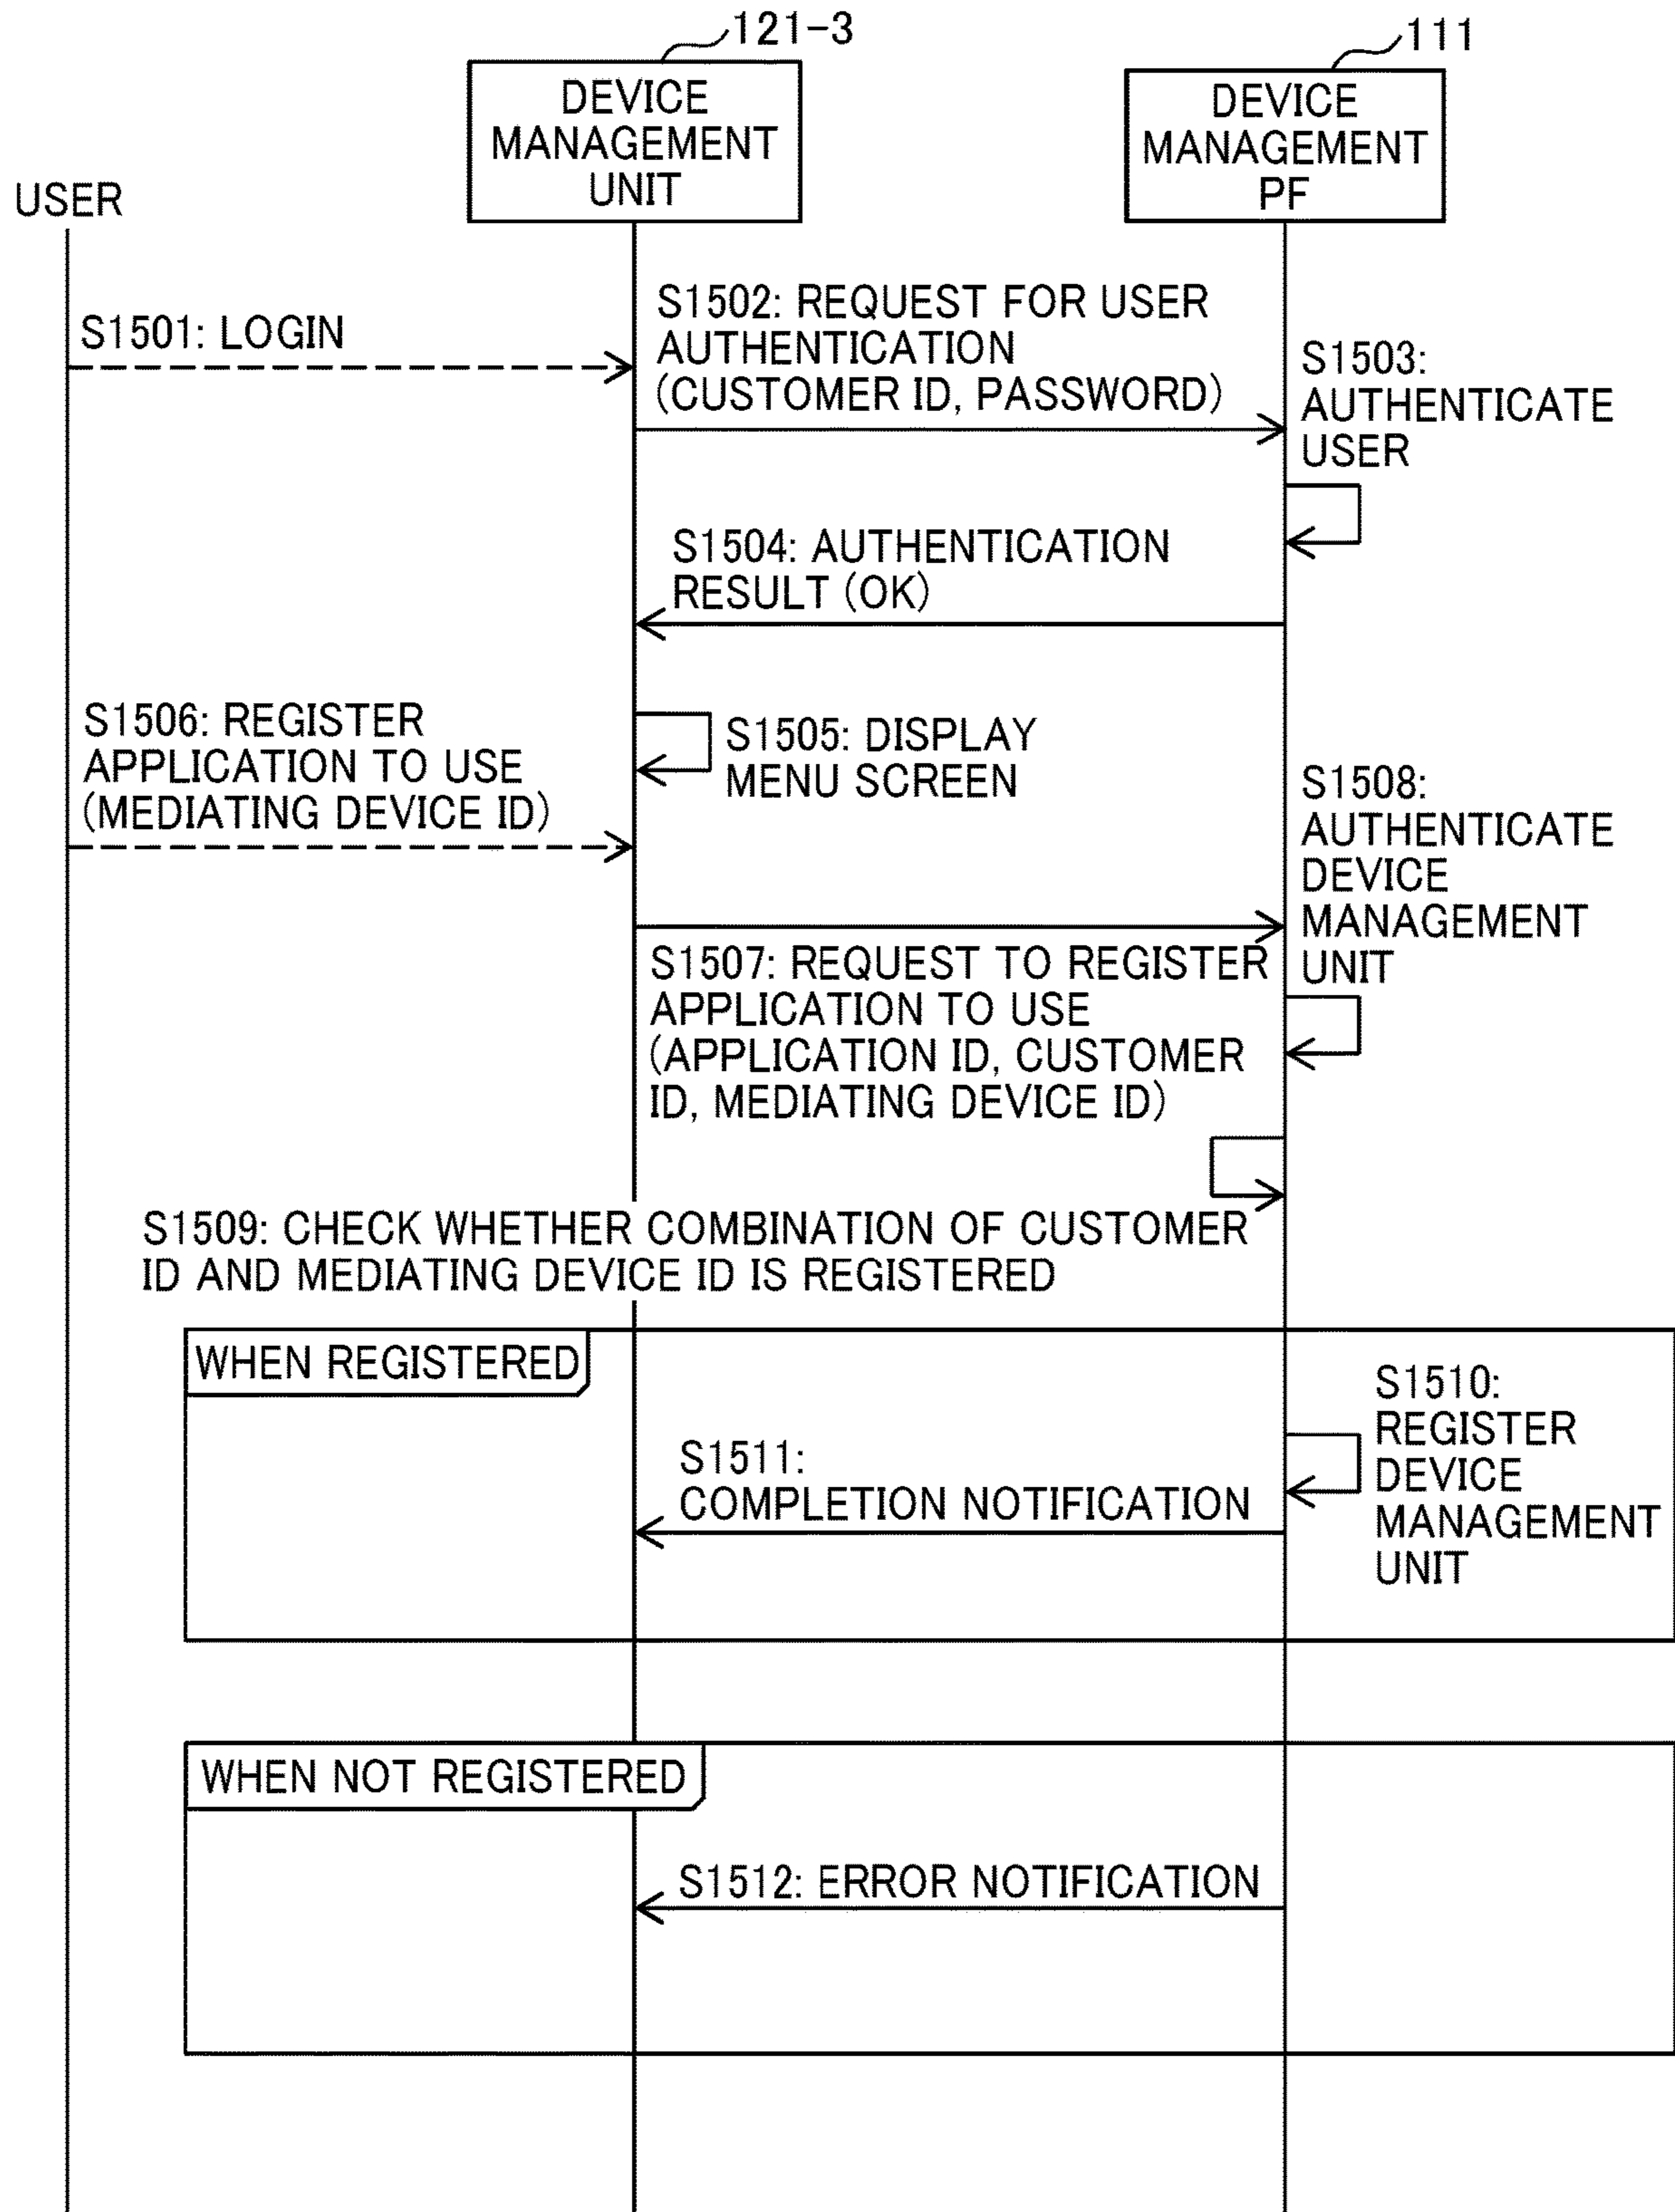 121-3
111
DEVICE
MANAGEMENT
UNIT
DEVICE
MANAGEMENT
PF
USER
S1501: LOGIN
S1502: REQUEST FOR USER
AUTHENTICATION
(CUSTOMER ID, PASSWORD)
S1503:
AUTHENTICATE
USER
S1504: AUTHENTICATION
RESULT (OK)
S1505: DISPLAY
MENU SCREEN
S1506: REGISTER
APPLICATION TO USE
(MEDIATING DEVICE ID)
S1507: REQUEST TO REGISTER
APPLICATION TO USE
(APPLICATION ID, CUSTOMER
ID, MEDIATING DEVICE ID)
S1508:
AUTHENTICATE
DEVICE
MANAGEMENT
UNIT
S1509: CHECK WHETHER COMBINATION OF CUSTOMER
ID AND MEDIATING DEVICE ID IS REGISTERED
WHEN REGISTERED
S1510:
REGISTER
DEVICE
MANAGEMENT
UNIT
S1511:
COMPLETION NOTIFICATION
WHEN NOT REGISTERED
S1512: ERROR NOTIFICATION